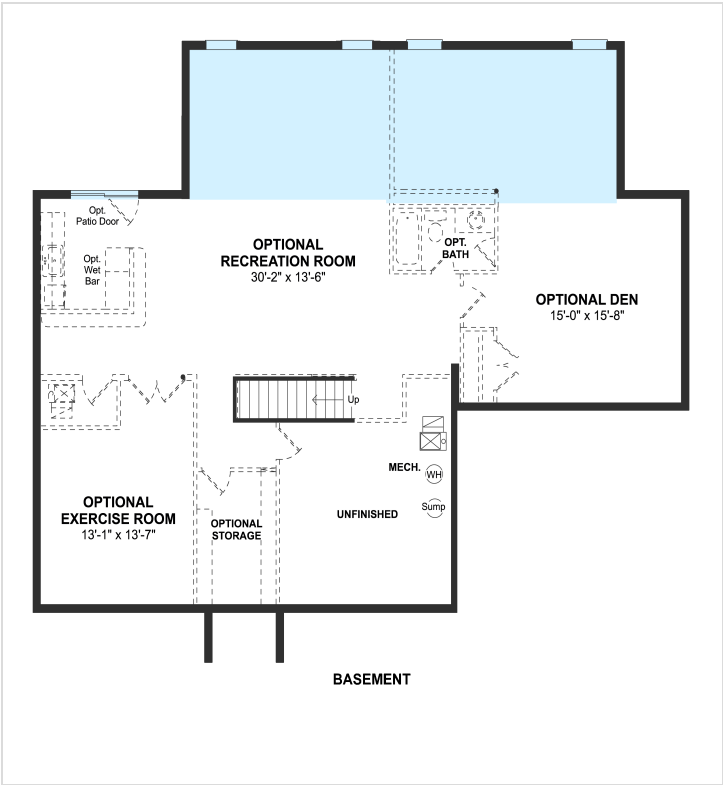 Opt.
Patio Door
Opt.
Wet
Bar
OPTIONAL
RECREATION ROOM
30'-2" x 13'-6"
OPT.
BATH
OPTIONAL DEN
15'-0" x 15'-8"
Up
MECH.
WH
Sump
UNFINISHED
OPTIONAL
EXERCISE ROOM
13'-1" x 13'-7"
OPTIONAL
STORAGE
BASEMENT